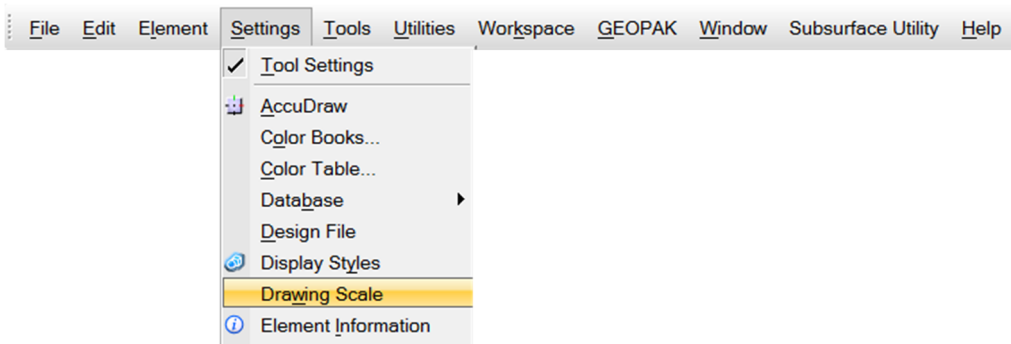 File Edit Element Settings Tools Utilities Workspace GEOPAK Window Subsurface Utility Help
Tool Settings
AccuDraw
Color Books...
Color Table...
Database
Design File
Display Styles
Drawing Scale
Element Information